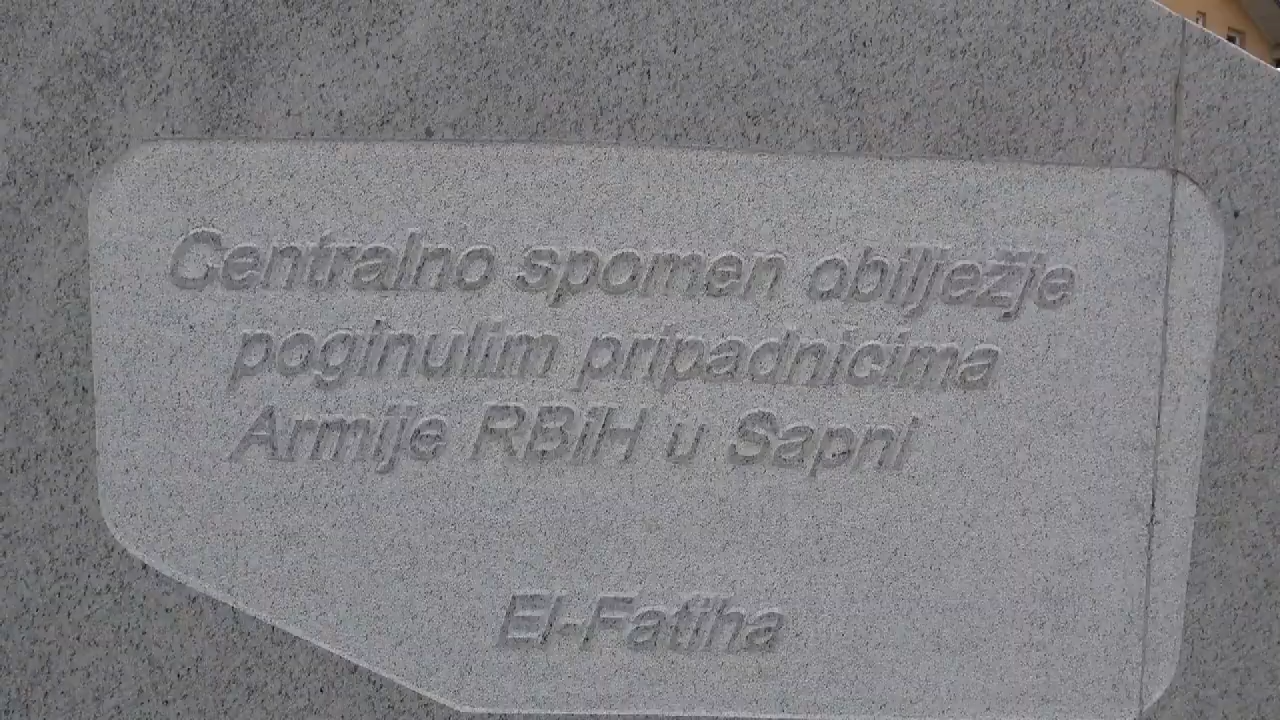 Centralno spomen obilježje
poginulim pripadnicima
Armije RBiH u Sapni
El-Fatiha